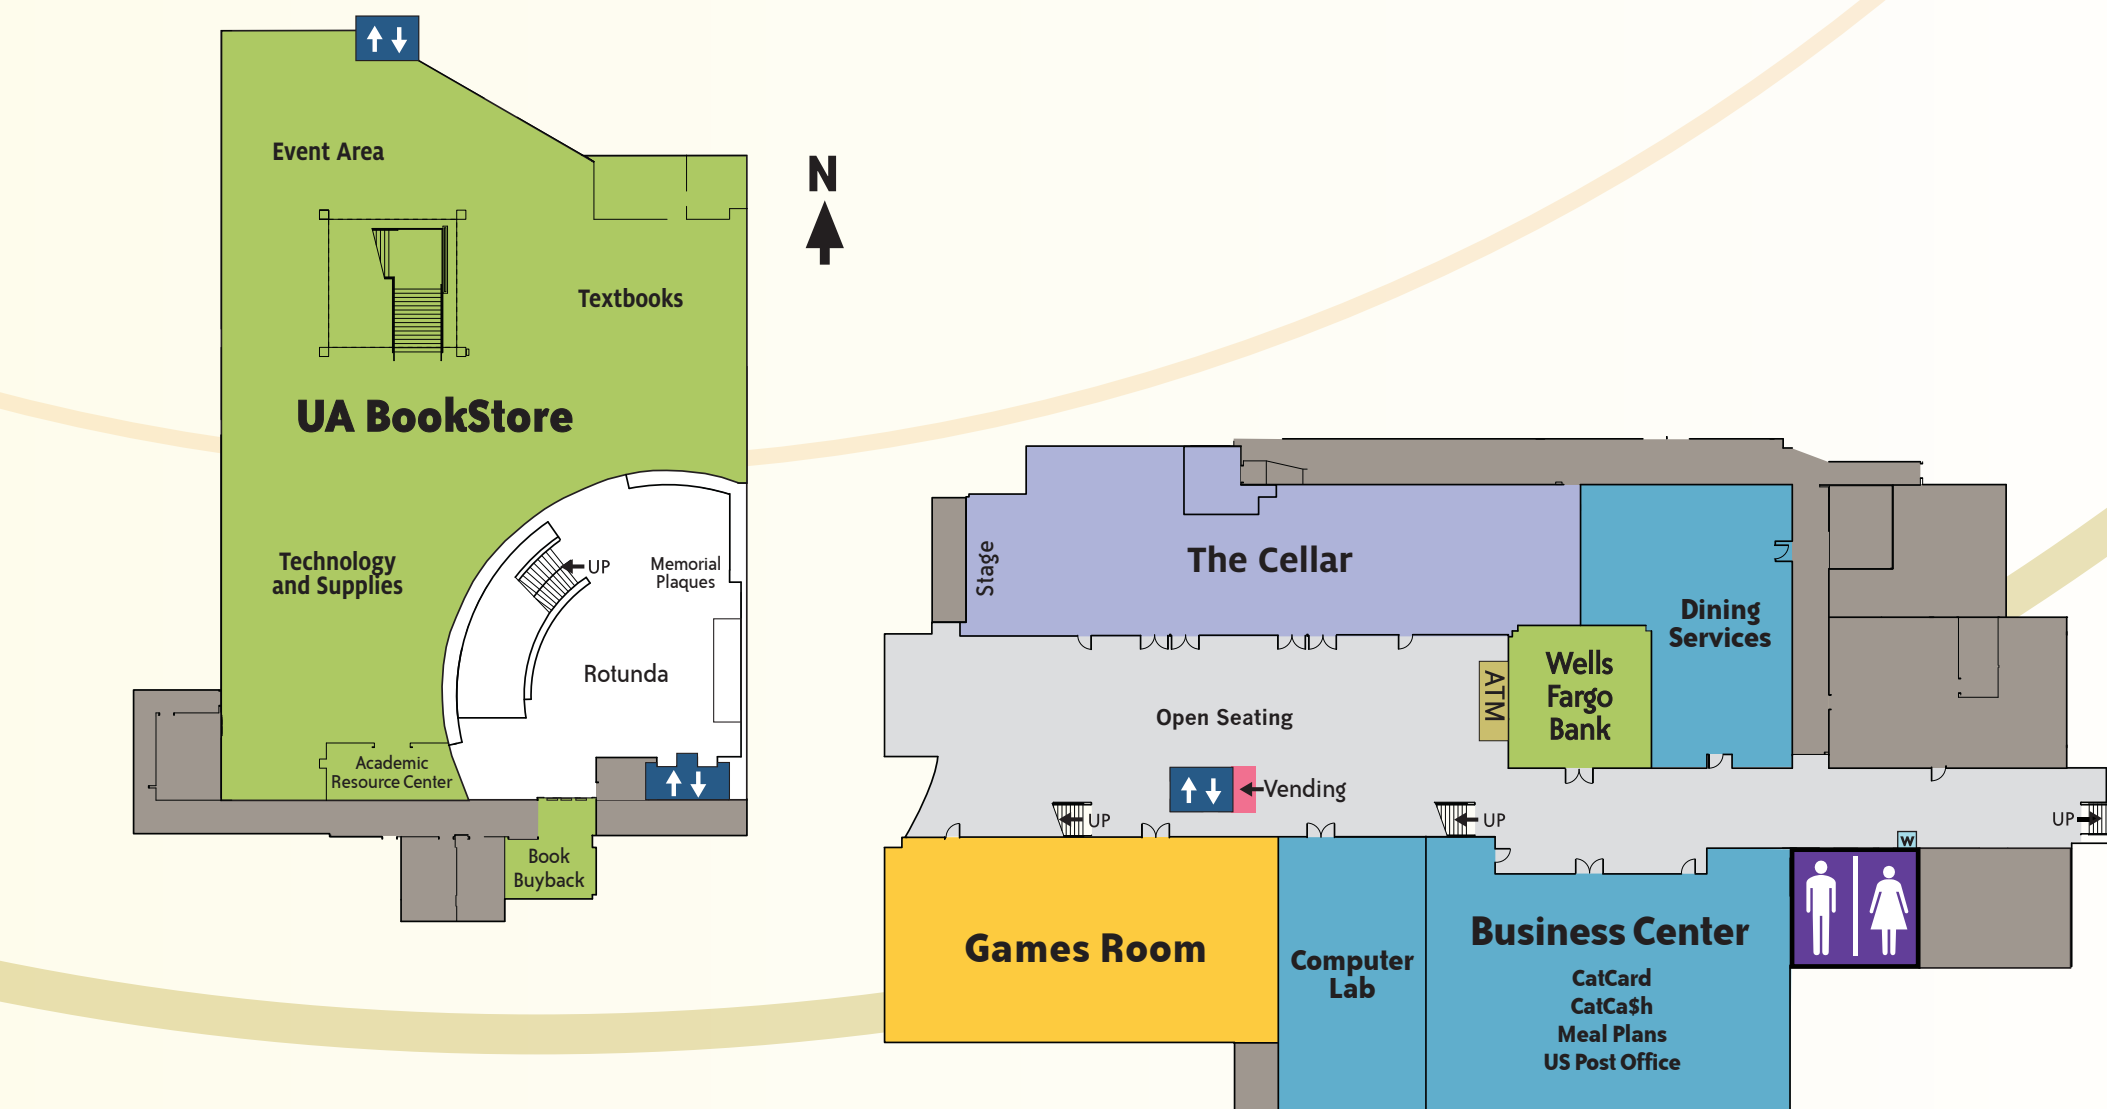 Event Area
N
Textbooks
UA BookStore
Technology
and Supplies
UP
Memorial
Plaques
Rotunda
Academic
Resource Center
Book
Buyback
Stage
The Cellar
Dining
Services
Wells
Fargo
Bank
ATM
Open Seating
Vending
UP
UP
UP
W
Games Room
Computer
Lab
Business Center
CatCard
CatCa$h
Meal Plans
US Post Office